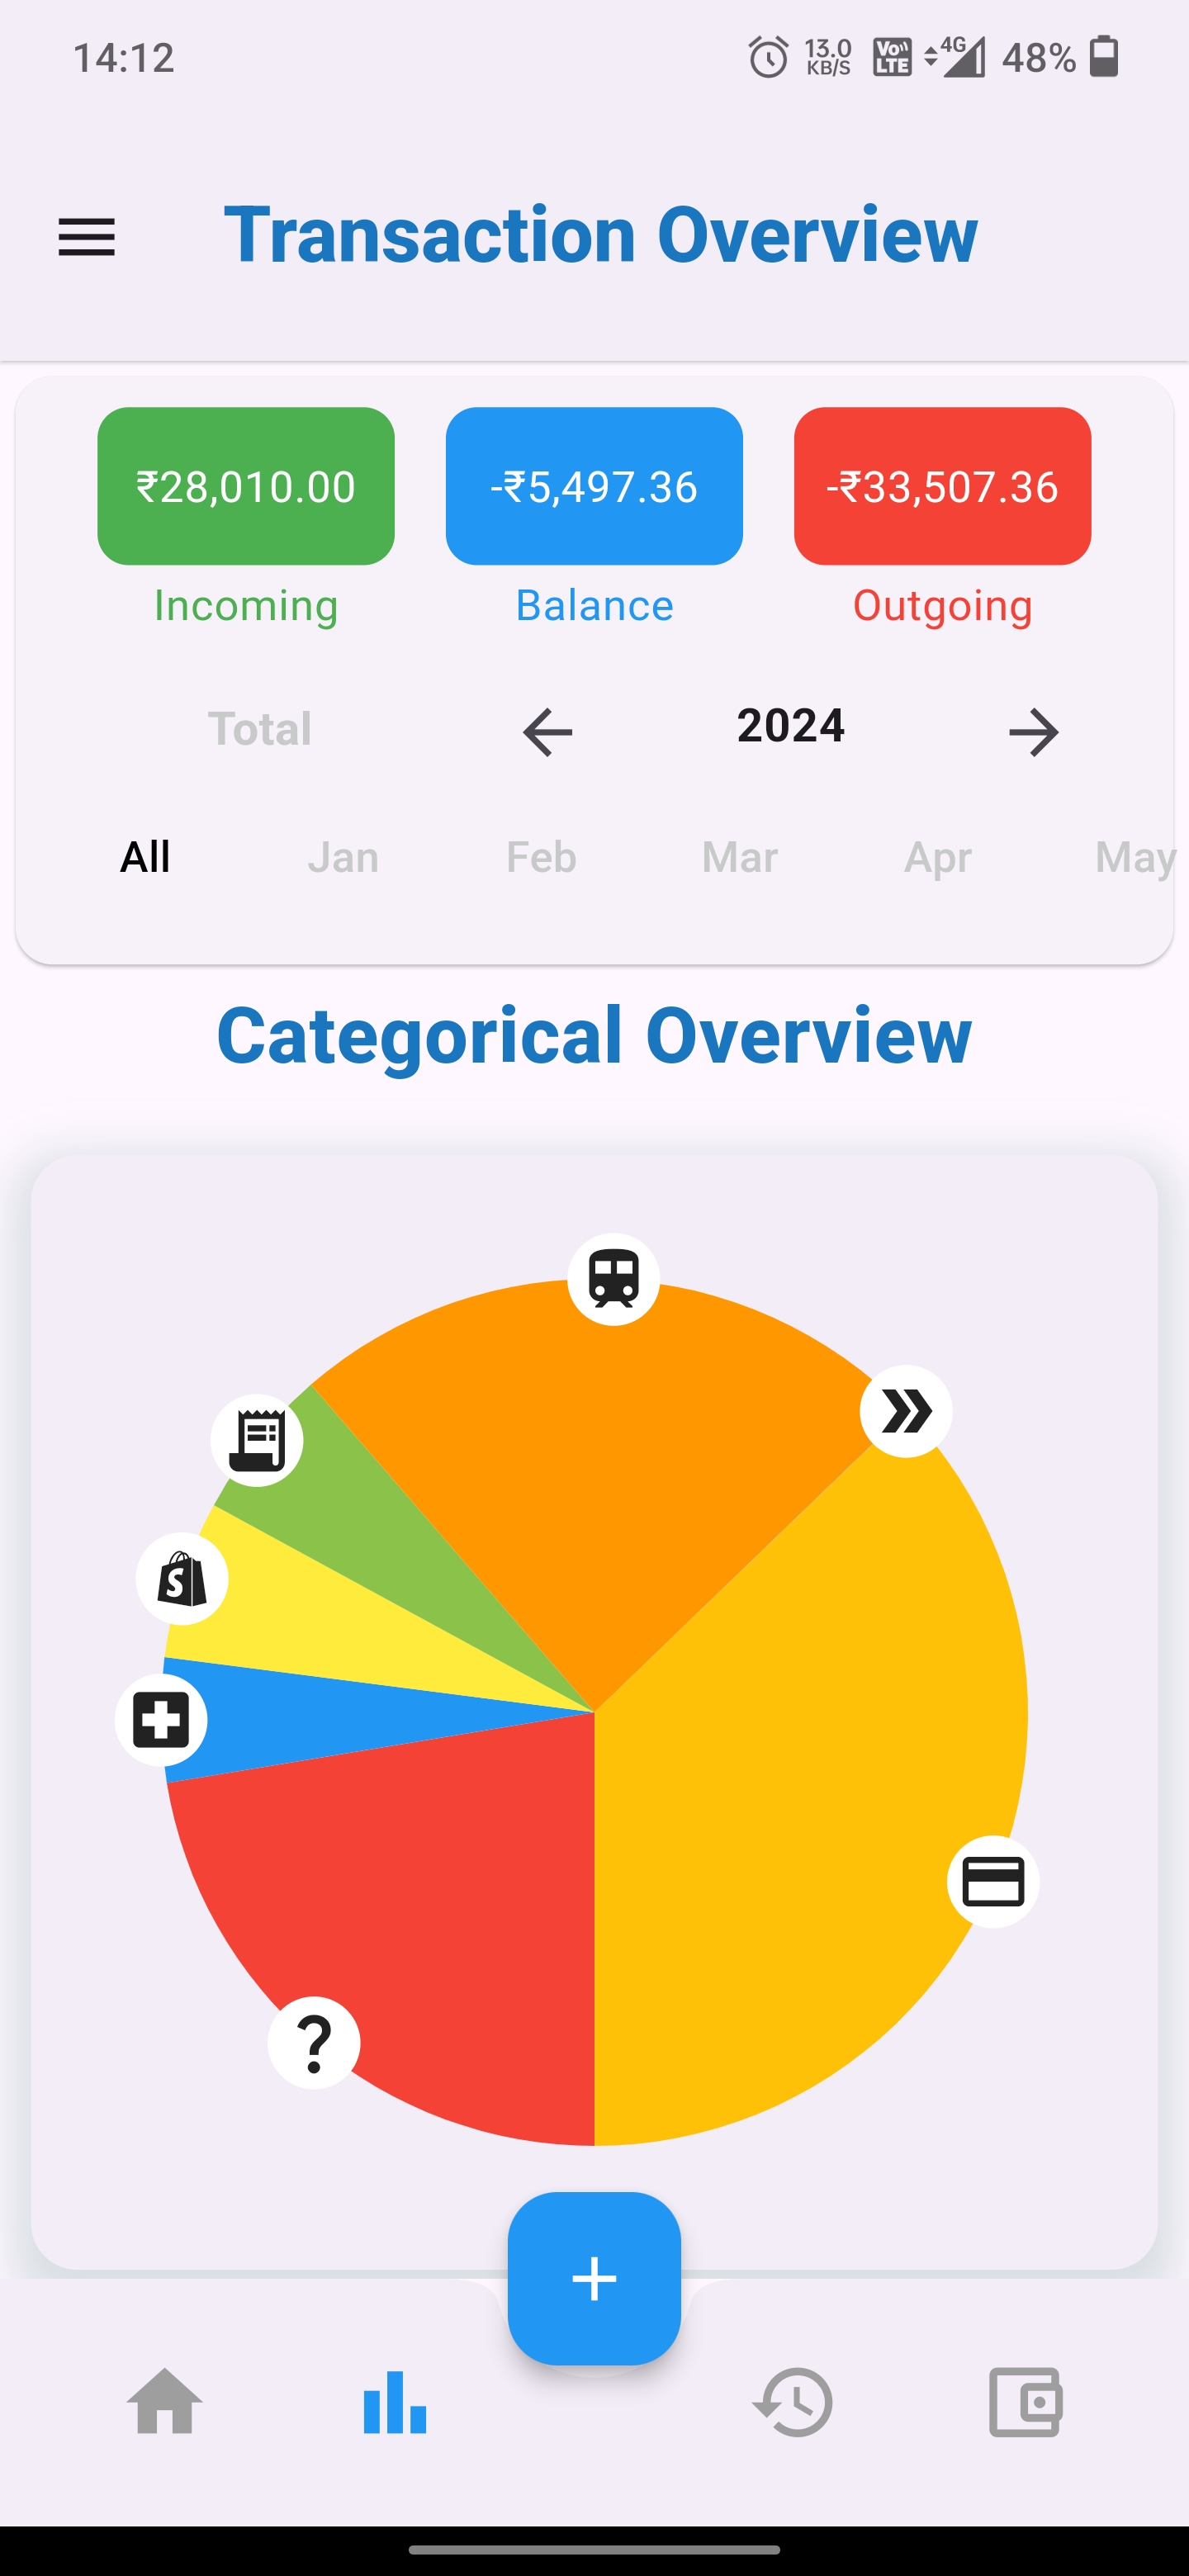 14:12 13.0 KB/S VoLTE 4G 48%
Transaction Overview
₹28,010.00 -₹5,497.36 -₹33,507.36
Incoming Balance Outgoing
Total 2024
All Jan Feb Mar Apr May
Categorical Overview
S
?